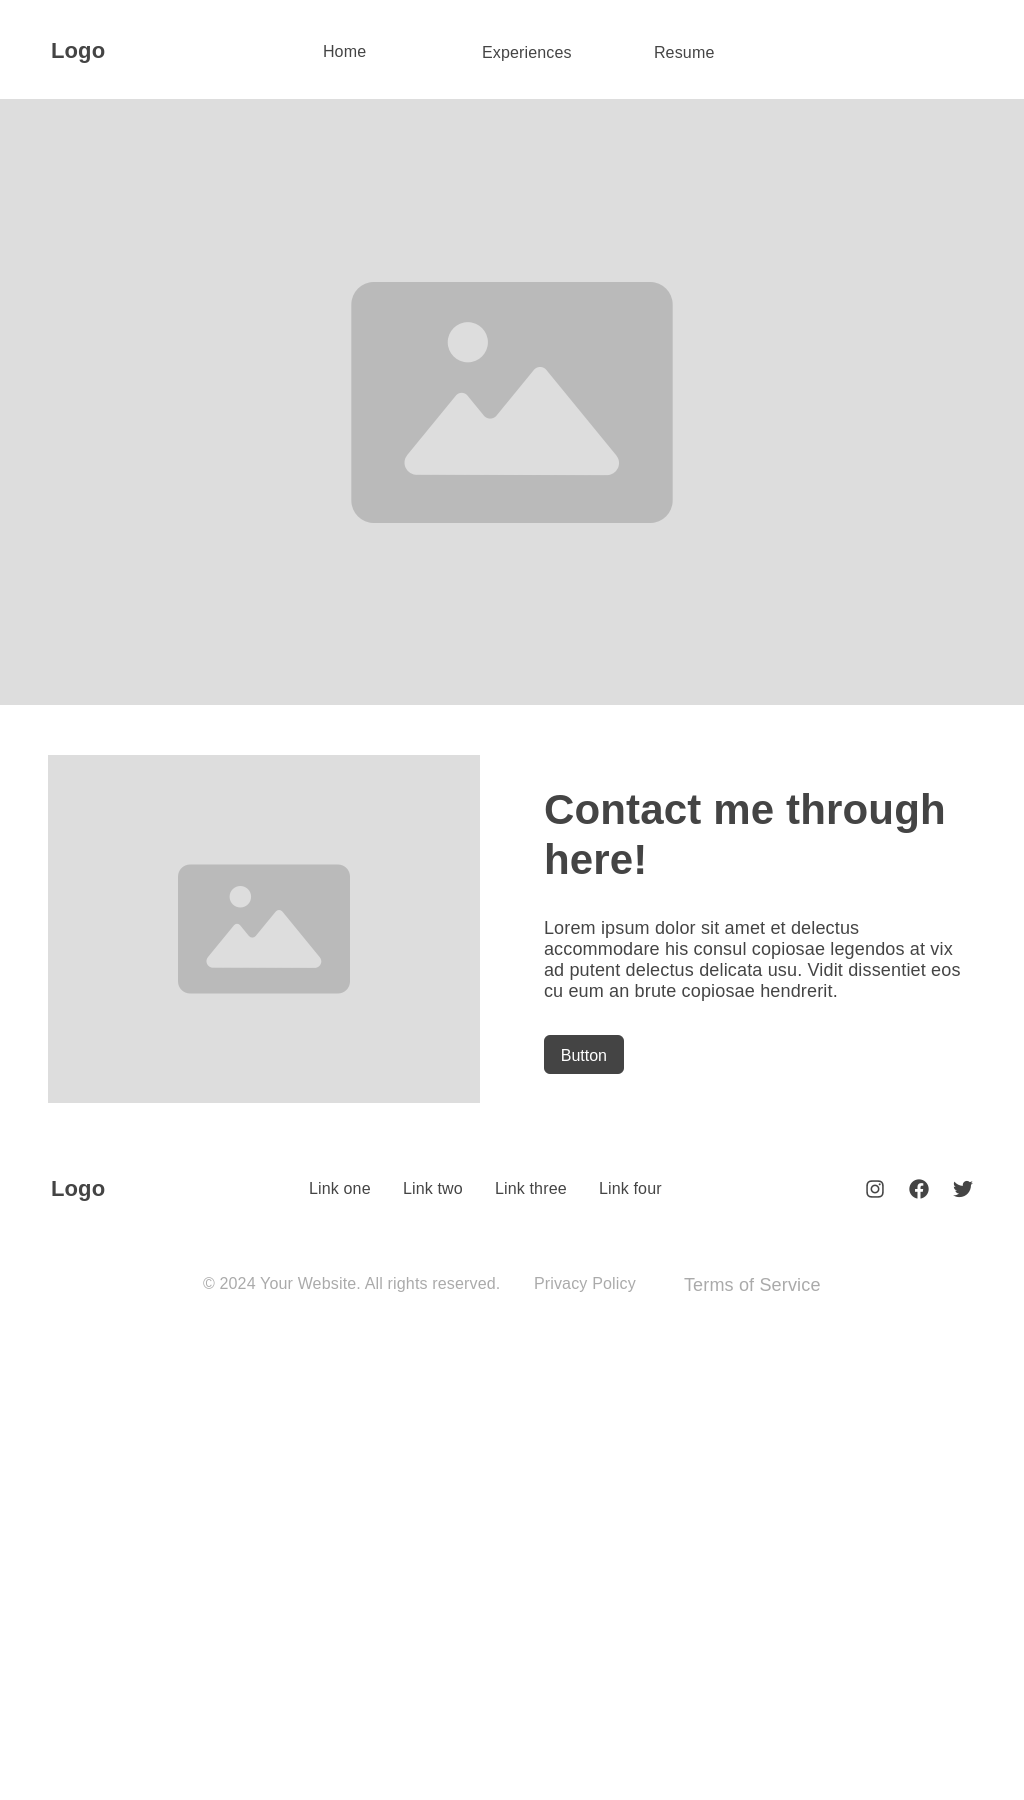 Logo
Home
Experiences
Resume
Contact me through
here!
Lorem ipsum dolor sit amet et delectus
accommodare his consul copiosae legendos at vix
ad putent delectus delicata usu. Vidit dissentiet eos
cu eum an brute copiosae hendrerit.
Button
Logo
Link one
Link two
Link three
Link four
© 2024 Your Website. All rights reserved.
Privacy Policy
Terms of Service